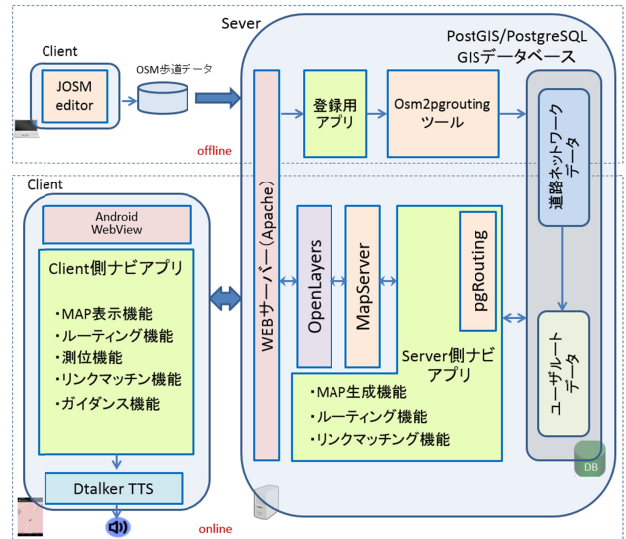 Sever
PostGIS/PostgreSQL
GISデータベース
Client
JOSM
editor
OSM歩道データ
登録用
アプリ
Osm2pgrouting
ツール
道路ネットワーク
データ
offline
Client
Android
WebView
Client側ナビアプリ
・MAP表示機能
・ルーティング機能
・測位機能
・リンクマッチン機能
・ガイダンス機能
WEBサーバー(Apache)
OpenLayers
MapServer
pgRouting
Server側ナビ
アプリ
・MAP生成機能
・ルーティング機能
・リンクマッチング機能
ユーザルート
データ
DB
Dtalker TTS
online